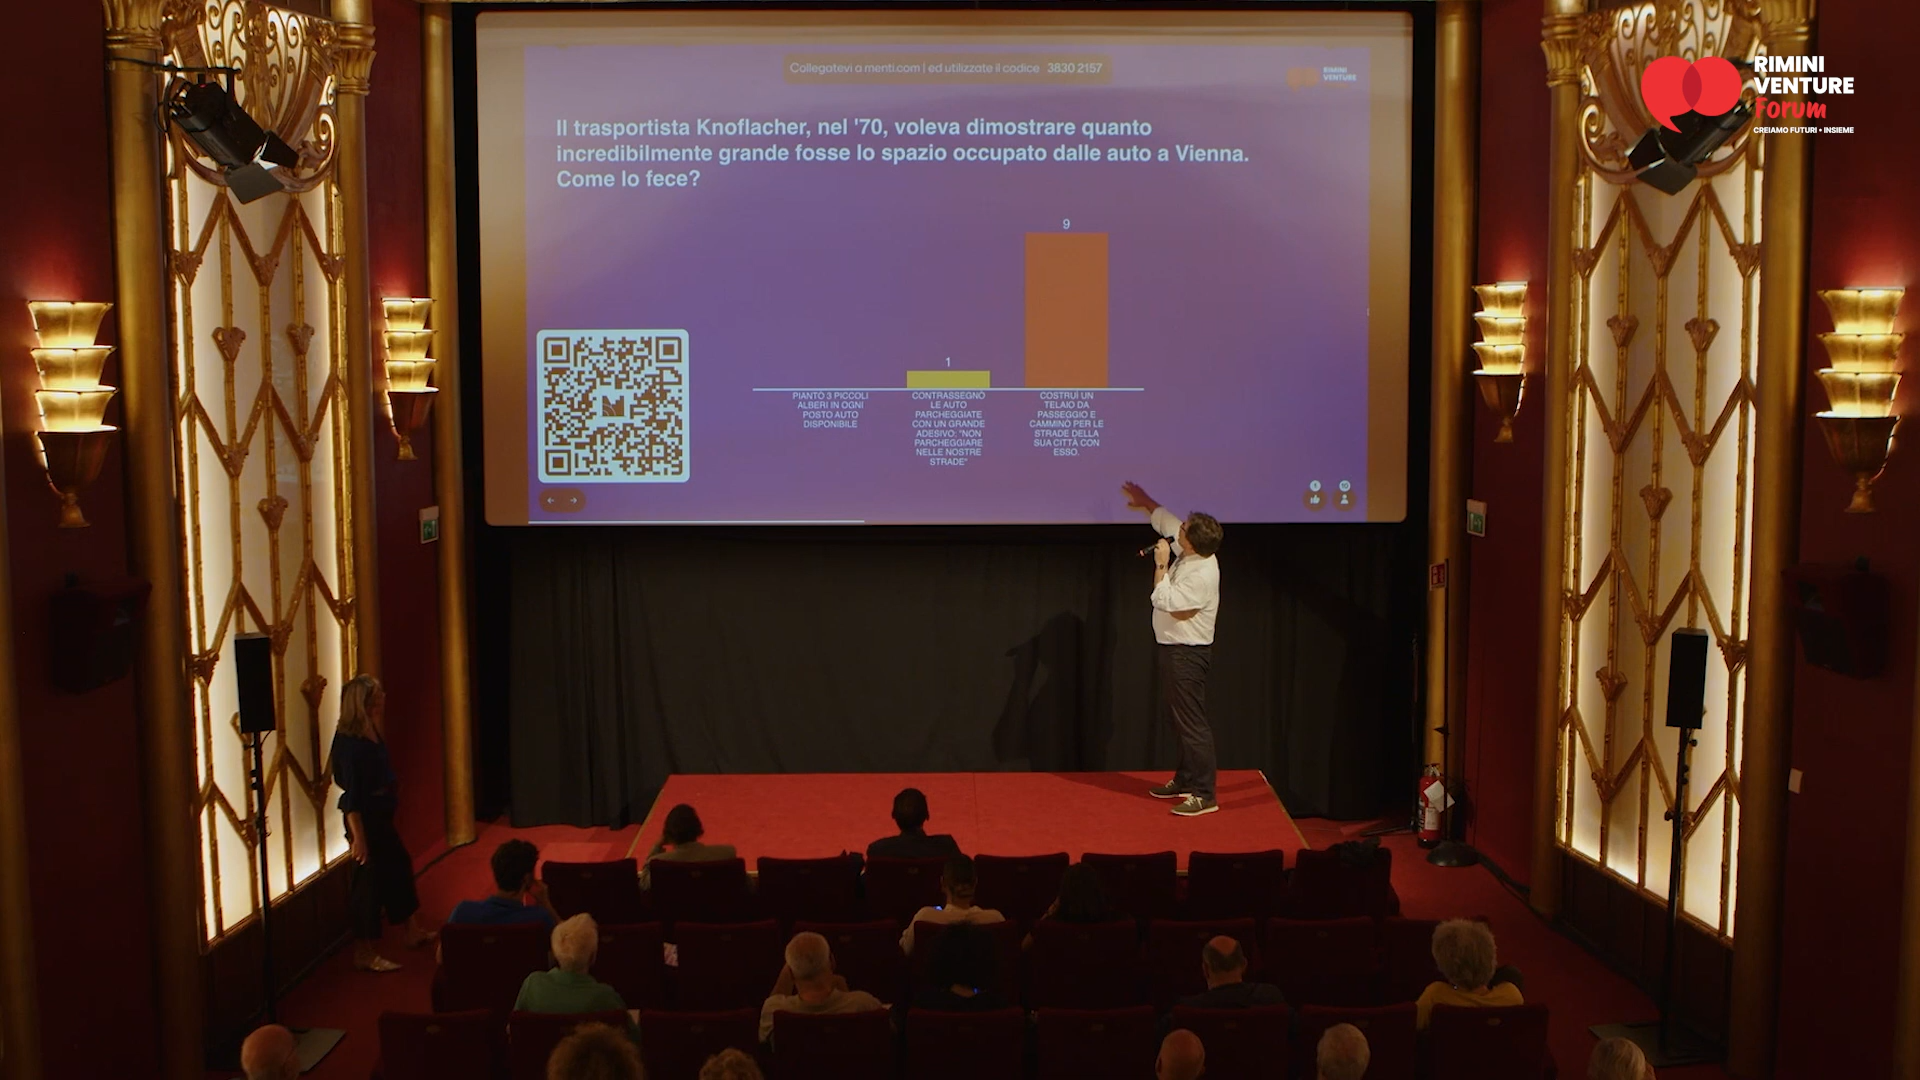 Collegatevi a menti.com | ed utilizzate il codice 3830 2157
RIMINI
VENTURE
RIMINI
VENTURE
Forum
CREIAMO FUTURI • INSIEME
Il trasportista Knoflacher, nel '70, voleva dimostrare quanto
incredibilmente grande fosse lo spazio occupato dalle auto a Vienna.
Come lo fece?
1
9
PIANTÒ 3 PICCOLI
ALBERI IN OGNI
POSTO AUTO
DISPONIBILE
CONTRASSEGNÒ
LE AUTO
PARCHEGGIATE
CON UN GRANDE
ADESIVO: "NON
PARCHEGGIARE
NELLE NOSTRE
STRADE"
COSTRUÌ UN
TELAIO DA
PASSEGGIO E
CAMMINÒ PER LE
STRADE DELLA
SUA CITTÀ CON
ESSO.